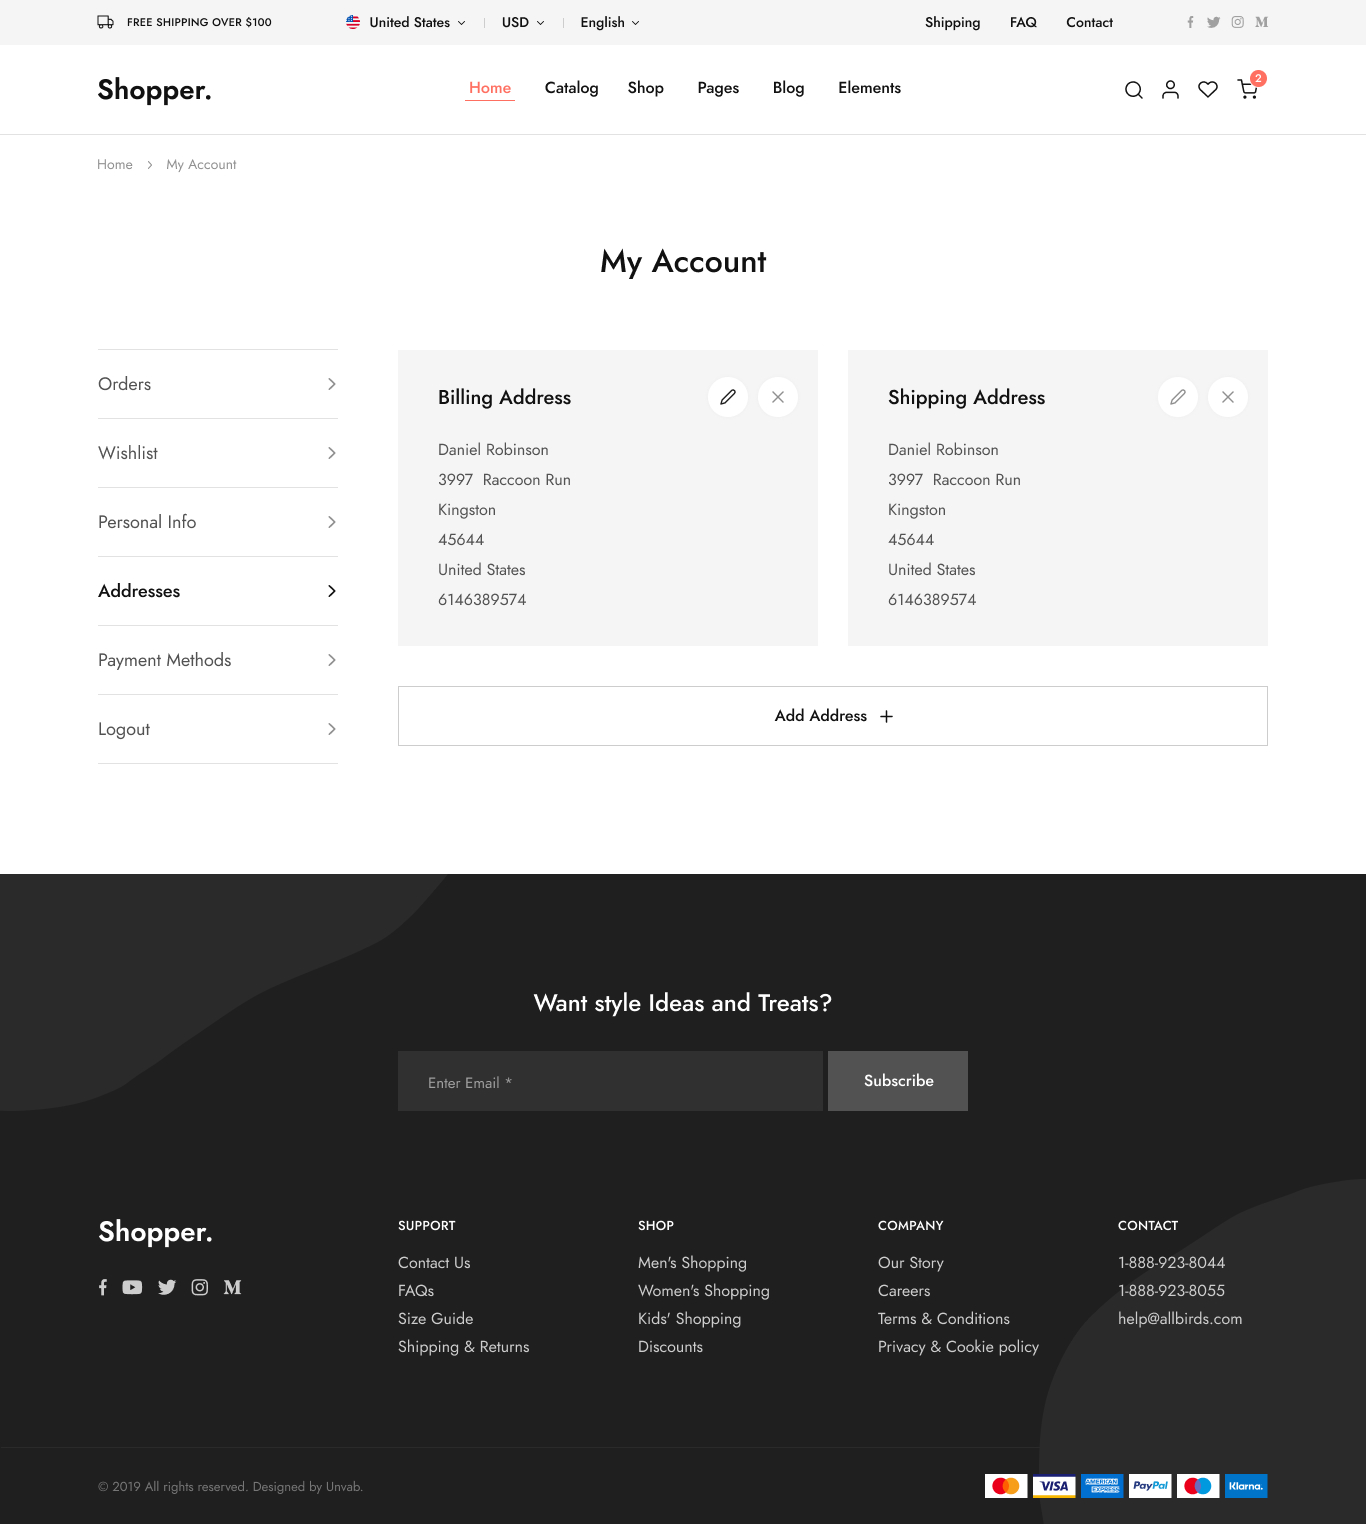 FREE SHIPPING OVER $100
United States
USD
English
Shipping
FAQ
Contact
Shopper.
Home
Catalog
Shop
Pages
Blog
Elements
2
Home > My Account
My Account
Orders
Wishlist
Personal Info
Addresses
Payment Methods
Logout
Billing Address
Daniel Robinson
3997 Raccoon Run
Kingston
45644
United States
6146389574
Shipping Address
Daniel Robinson
3997 Raccoon Run
Kingston
45644
United States
6146389574
Add Address +
Want style Ideas and Treats?
Enter Email *
Subscribe
Shopper.
SUPPORT
Contact Us
FAQs
Size Guide
Shipping & Returns
SHOP
Men's Shopping
Women's Shopping
Kids' Shopping
Discounts
COMPANY
Our Story
Careers
Terms & Conditions
Privacy & Cookie policy
CONTACT
1-888-923-8044
1-888-923-8055
help@allbirds.com
© 2019 All rights reserved. Designed by Unvab.
VISA
AMERICAN
EXPRESS
PayPal
Klarna.